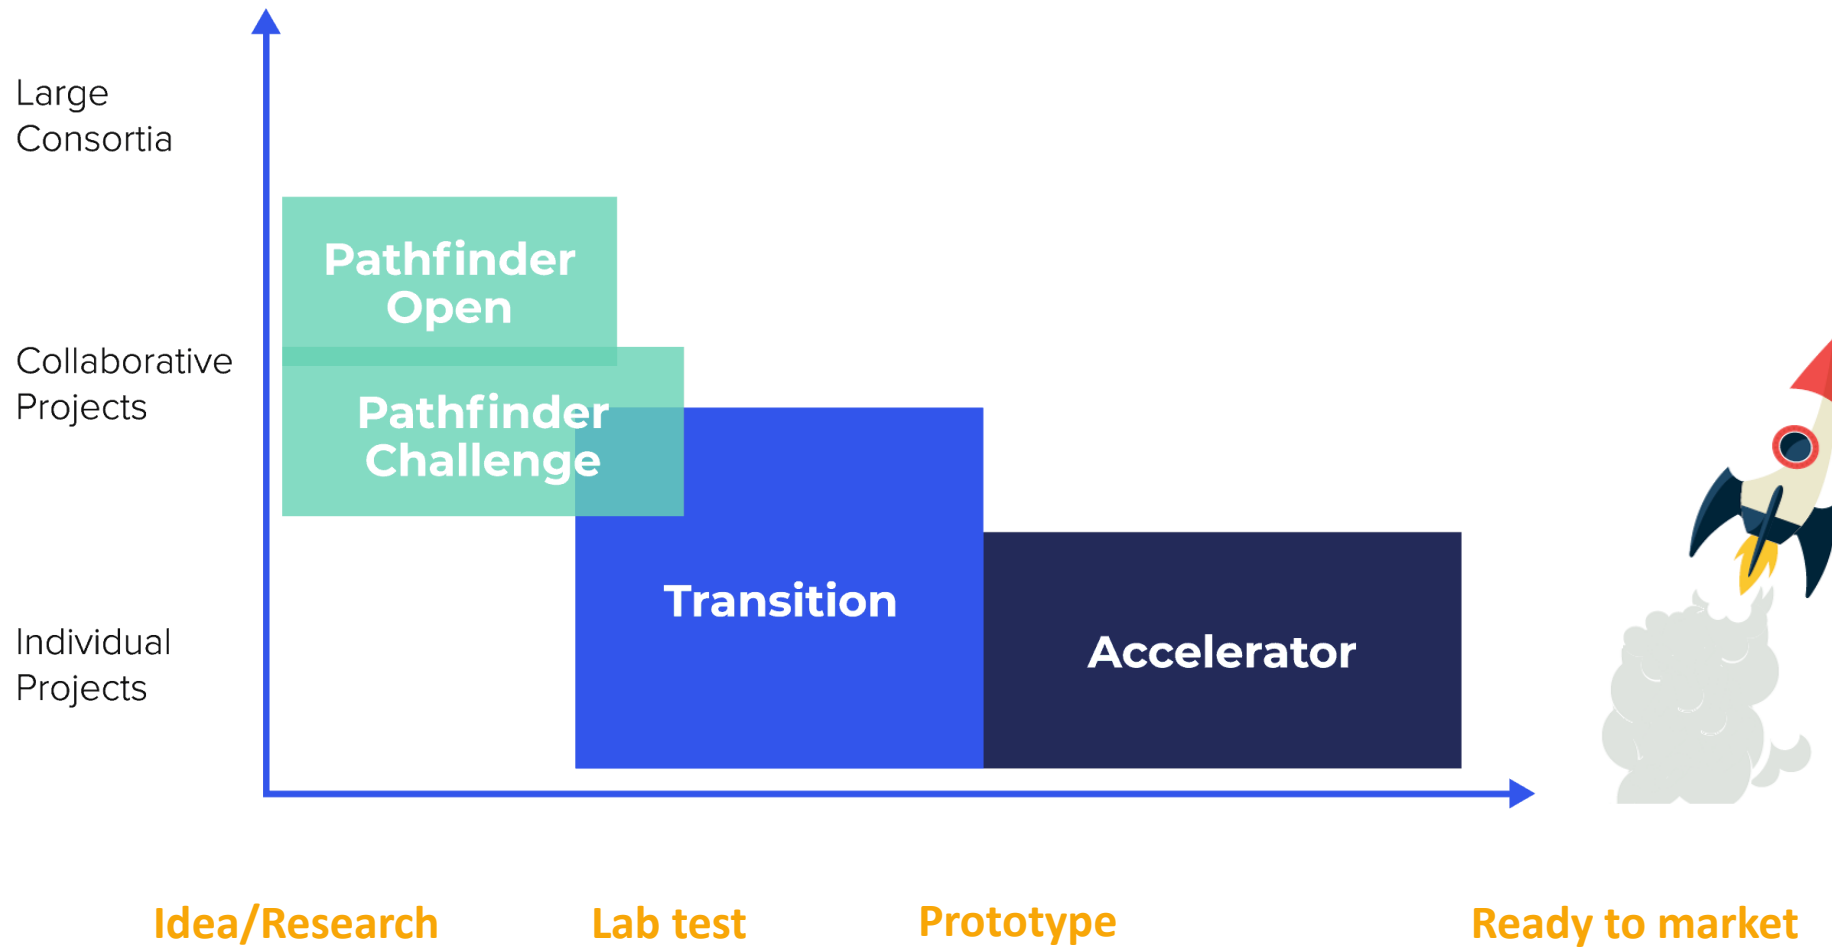 Large
Consortia
Pathfinder
Open
Collaborative
Projects
Pathfinder
Challenge
Transition
Individual
Projects
Accelerator
Idea/Research
Lab test
Prototype
Ready to market